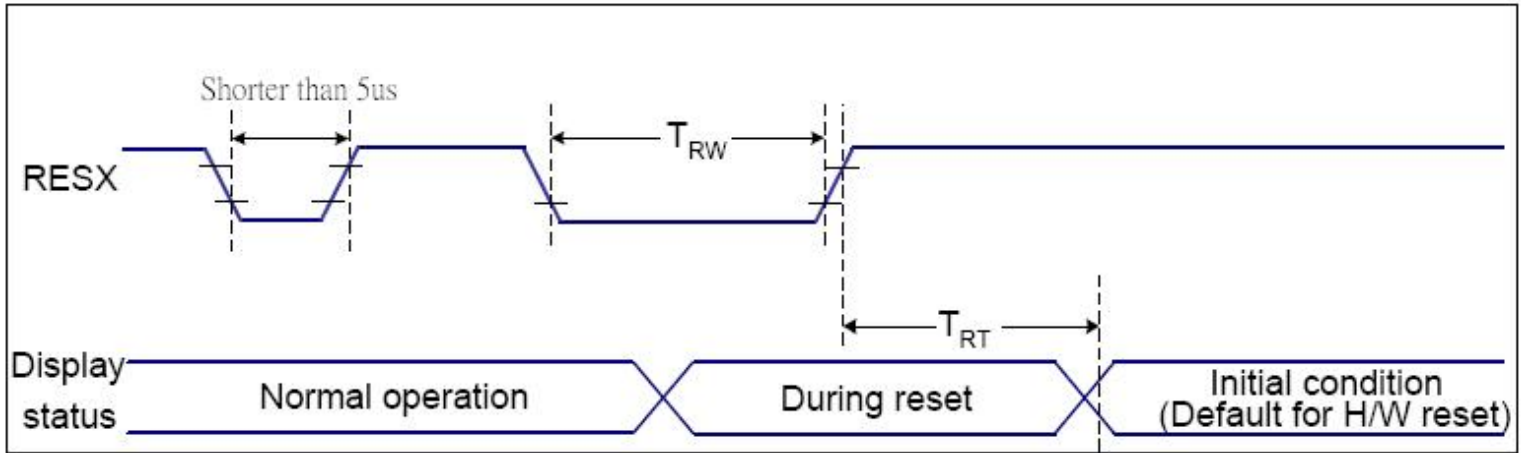 Shorter than 5us
RESX
TRW
TRT
Display
status
Normal operation
During reset
Initial condition
(Default for H/W reset)